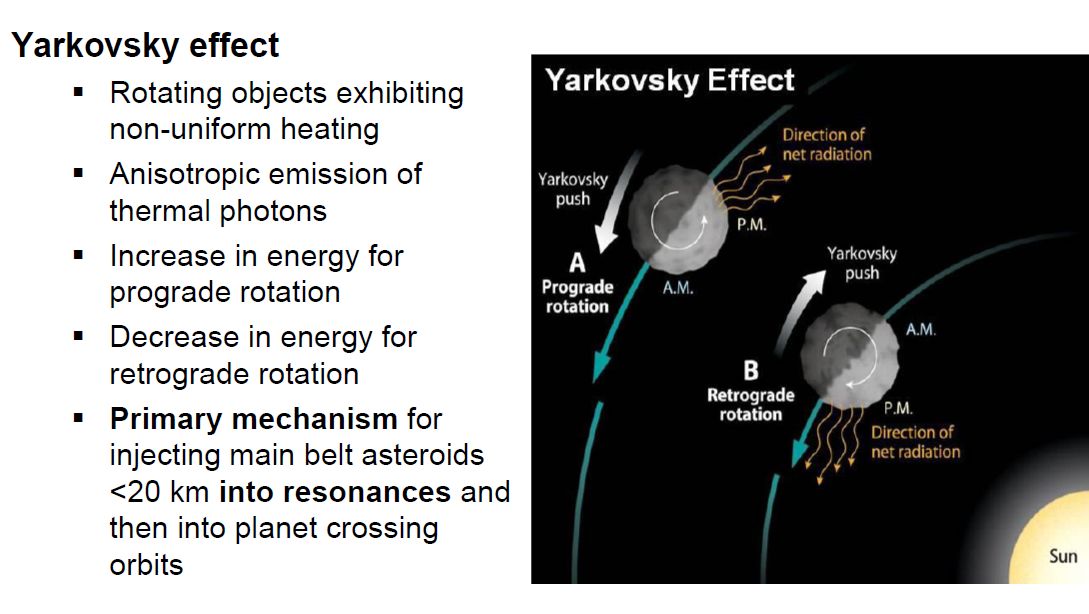 Yarkovsky effect
▪ Rotating objects exhibiting
non-uniform heating
▪ Anisotropic emission of
thermal photons
▪ Increase in energy for
prograde rotation
▪ Decrease in energy for
retrograde rotation
▪ Primary mechanism for
injecting main belt asteroids
<20 km into resonances and
then into planet crossing
orbits
Yarkovsky Effect
Direction of
net radiation
Yarkovsky
push
P.M.
A
Prograde
rotation
A.M.
Yarkovsky
push
A.M.
B
Retrograde
rotation
P.M.
Direction of
net radiation
Sun